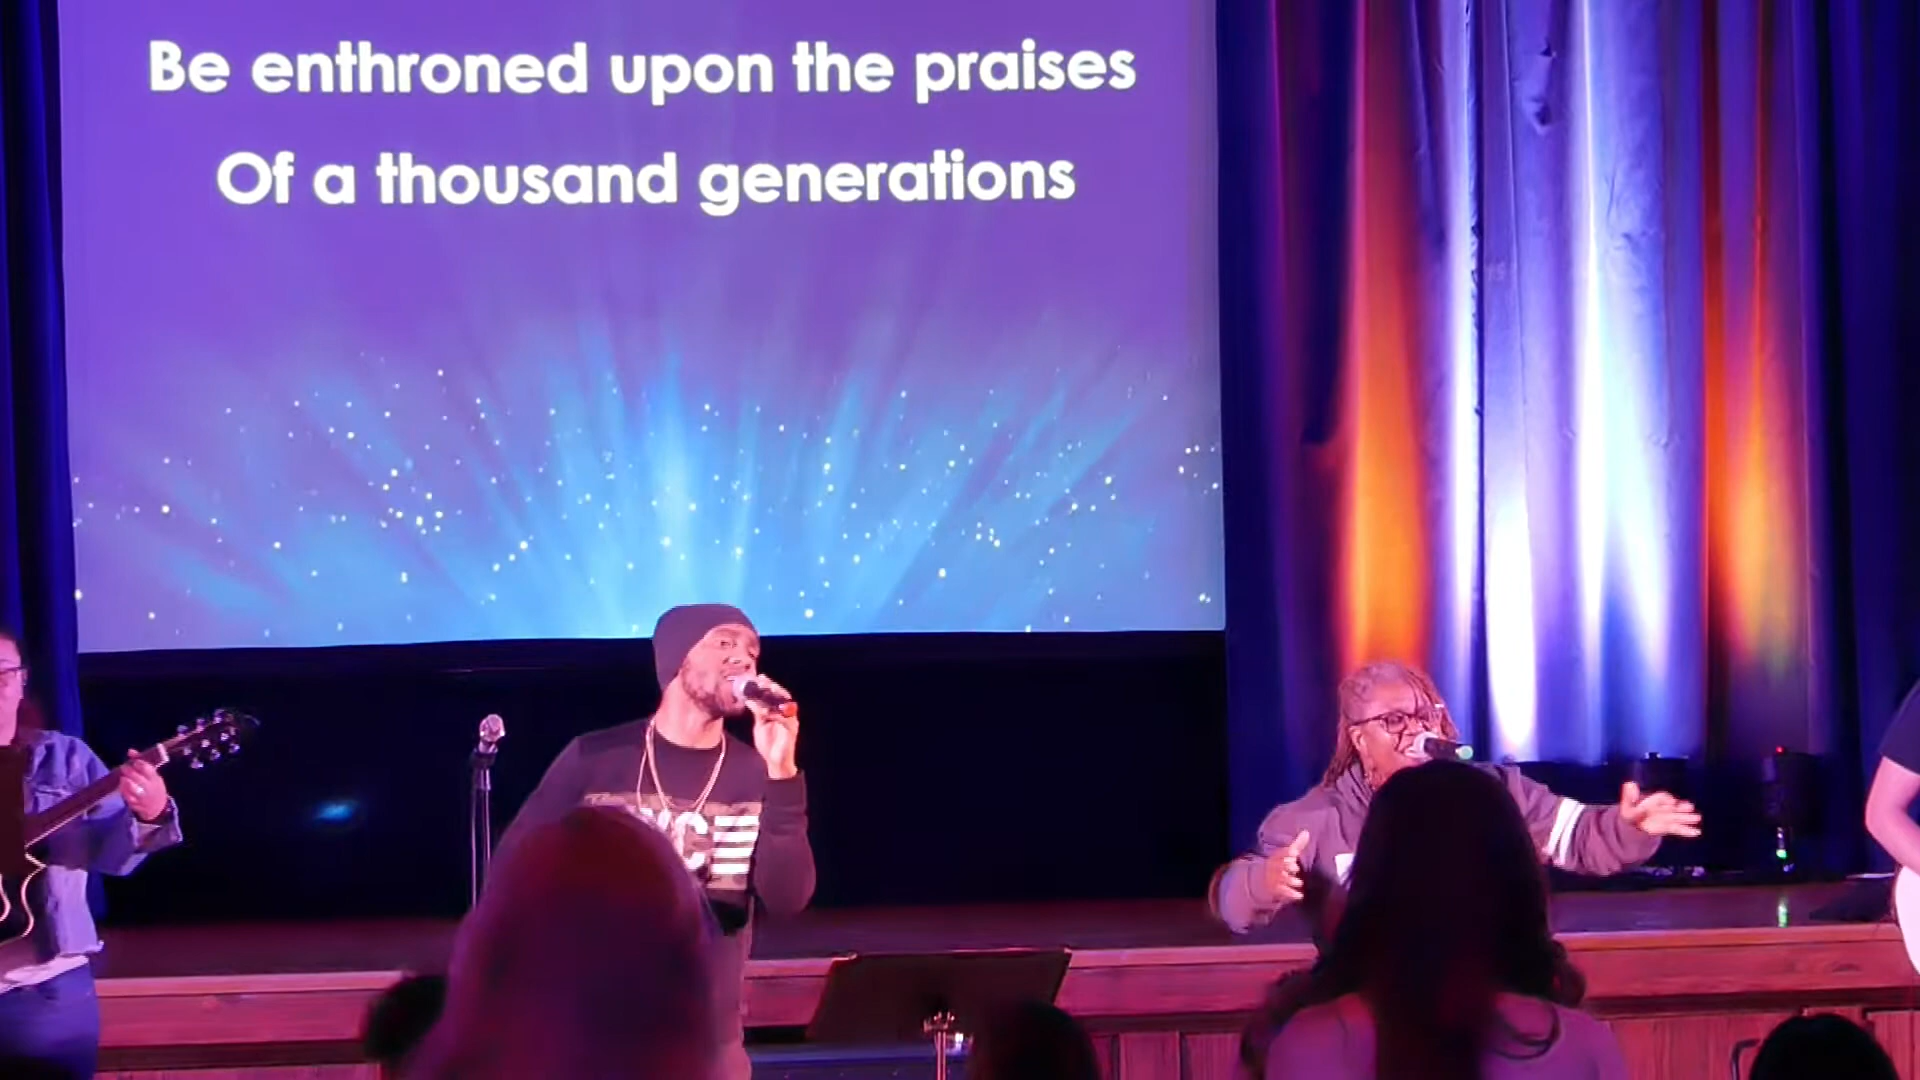 Be enthroned upon the praises
Of a thousand generations